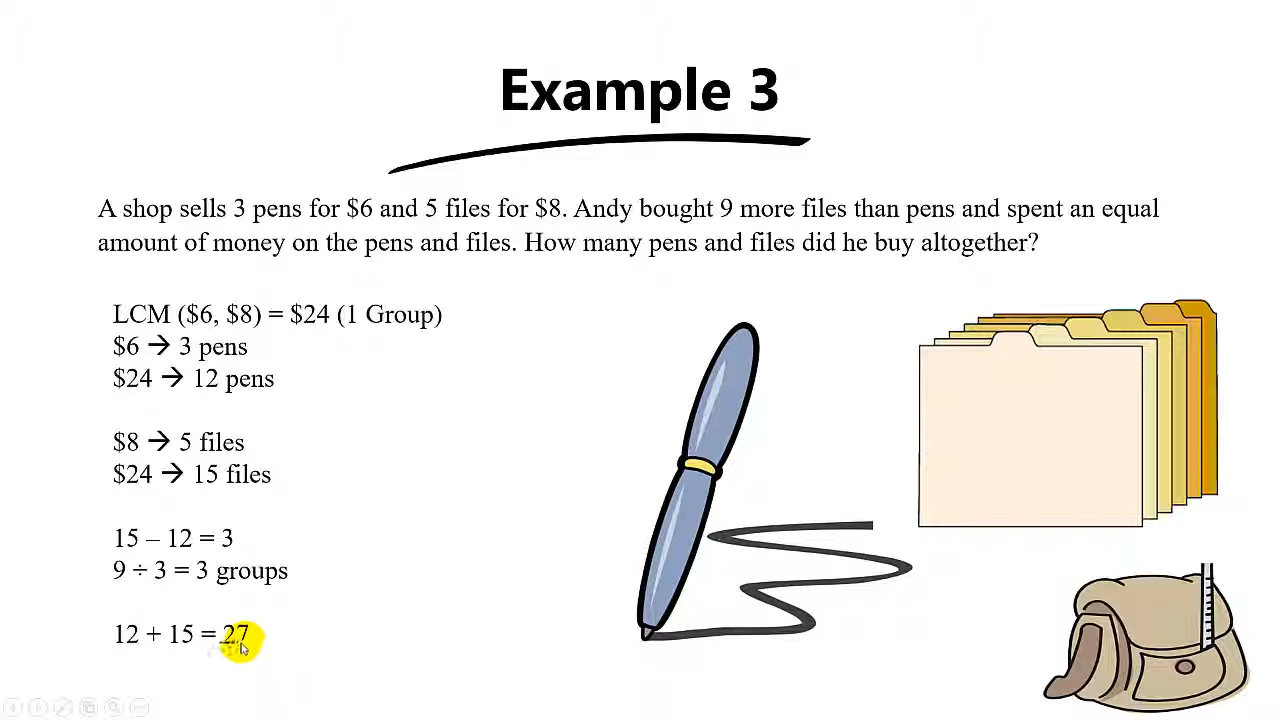 Example 3
A shop sells 3 pens for $6 and 5 files for $8. Andy bought 9 more files than pens and spent an equal
amount of money on the pens and files. How many pens and files did he buy altogether?
LCM ($6, $8) = $24 (1 Group)
$6 → 3 pens
$24 → 12 pens
$8 → 5 files
$24 → 15 files
15 – 12 = 3
9 ÷ 3 = 3 groups
12 + 15 = 27